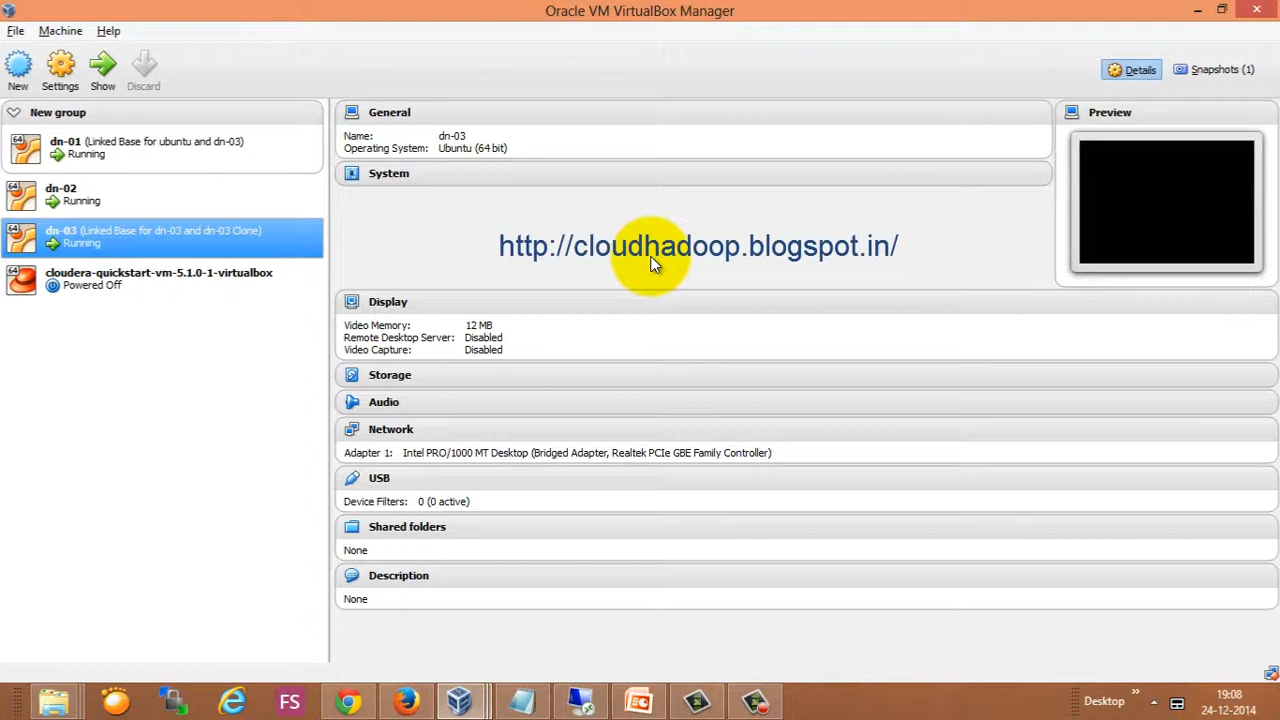 Oracle VM VirtualBox Manager
File Machine Help
New Settings Show Discard
Details Snapshots (1)
New group
64 dn-01 (Linked Base for ubuntu and dn-03)
Running
64 dn-02
Running
64 dn-03 (Linked Base for dn-03 and dn-03 Clone)
Running
64 cloudera-quickstart-vm-5.1.0-1-virtualbox
Powered Off
General
Name: dn-03
Operating System: Ubuntu (64 bit)
System
http://cloudhadoop.blogspot.in/
Display
Video Memory: 12 MB
Remote Desktop Server: Disabled
Video Capture: Disabled
Storage
Audio
Network
Adapter 1: Intel PRO/1000 MT Desktop (Bridged Adapter, Realtek PCIe GBE Family Controller)
USB
Device Filters: 0 (0 active)
Shared folders
None
Description
None
Preview
FS
Desktop
19:08
24-12-2014